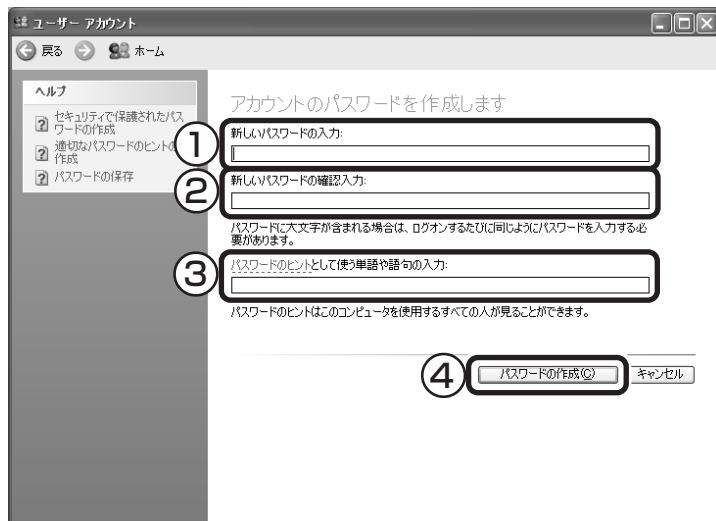 ユーザー アカウント
戻る ホーム
ヘルプ
セキュリティで保護されたパス
ワードの作成
適切なパスワードのヒントの
作成
パスワードの保存
アカウントのパスワードを作成します
①
新しいパスワードの入力:
②
新しいパスワードの確認入力:
パスワードに大文字が含まれる場合は、ログオンするたびに同じようにパスワードを入力する必
要があります。
③
パスワードのヒントとして使う単語や語句の入力:
パスワードのヒントはこのコンピュータを使用するすべての人が見ることができます。
④
パスワードの作成(C) キャンセル